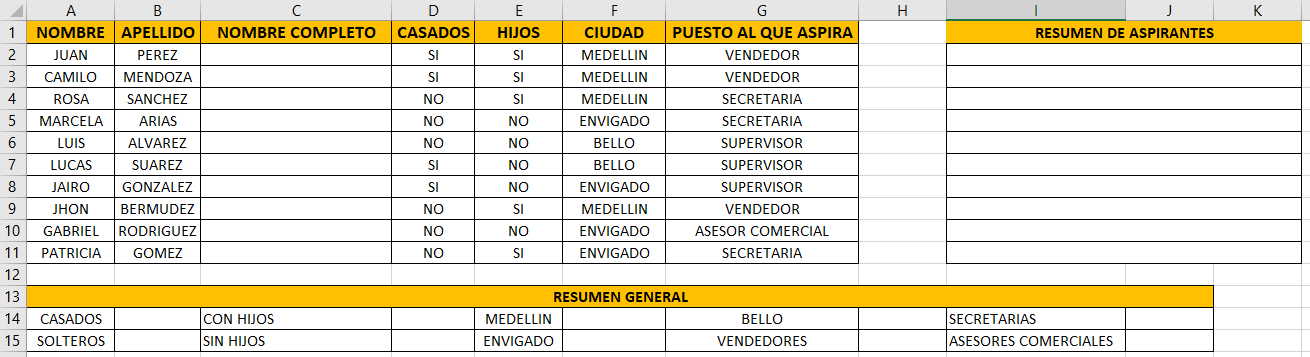 A B C D E F G H I J K
1 NOMBRE APELLIDO NOMBRE COMPLETO CASADOS HIJOS CIUDAD PUESTO AL QUE ASPIRA RESUMEN DE ASPIRANTES
2 JUAN PEREZ SI SI MEDELLIN VENDEDOR
3 CAMILO MENDOZA SI SI MEDELLIN VENDEDOR
4 ROSA SANCHEZ NO SI MEDELLIN SECRETARIA
5 MARCELA ARIAS NO NO ENVIGADO SECRETARIA
6 LUIS ALVAREZ NO NO BELLO SUPERVISOR
7 LUCAS SUAREZ SI NO BELLO SUPERVISOR
8 JAIRO GONZALEZ SI NO ENVIGADO SUPERVISOR
9 JHON BERMUDEZ NO SI MEDELLIN VENDEDOR
10 GABRIEL RODRIGUEZ NO NO ENVIGADO ASESOR COMERCIAL
11 PATRICIA GOMEZ NO SI ENVIGADO SECRETARIA
12
13 RESUMEN GENERAL
14 CASADOS CON HIJOS MEDELLIN BELLO SECRETARIAS
15 SOLTEROS SIN HIJOS ENVIGADO VENDEDORES ASESORES COMERCIALES